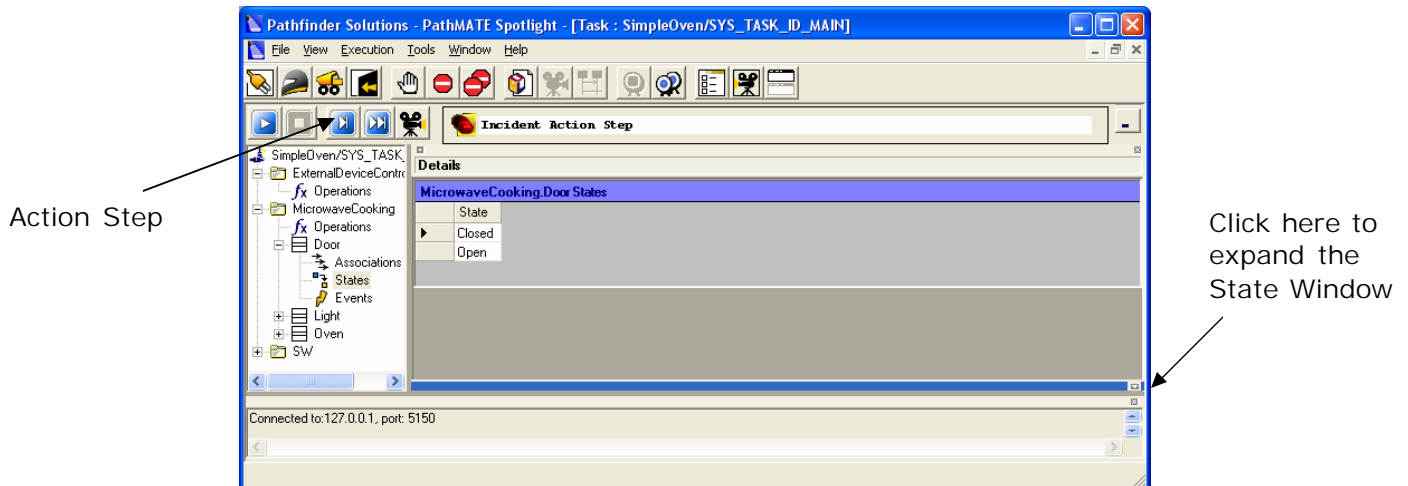 Pathfinder Solutions - PathMATE Spotlight - [Task : SimpleOven/SYS_TASK_ID_MAIN]
File View Execution Tools Window Help
Incident Action Step
SimpleOven/SYS_TASK_
ExternalDeviceContro
fx Operations
MicrowaveCooking
fx Operations
Door
Associations
States
Events
Light
Oven
SW
Details
MicrowaveCooking.Door States
State
Closed
Open
Connected to:127.0.0.1, port: 5150
Action Step
Click here to
expand the
State Window